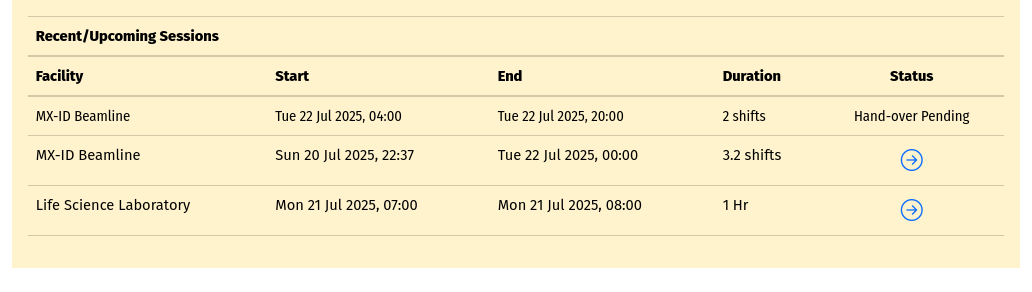 Recent/Upcoming Sessions
Facility Start End Duration Status
MX-ID Beamline Tue 22 Jul 2025, 04:00 Tue 22 Jul 2025, 20:00 2 shifts Hand-over Pending
MX-ID Beamline Sun 20 Jul 2025, 22:37 Tue 22 Jul 2025, 00:00 3.2 shifts
Life Science Laboratory Mon 21 Jul 2025, 07:00 Mon 21 Jul 2025, 08:00 1 Hr